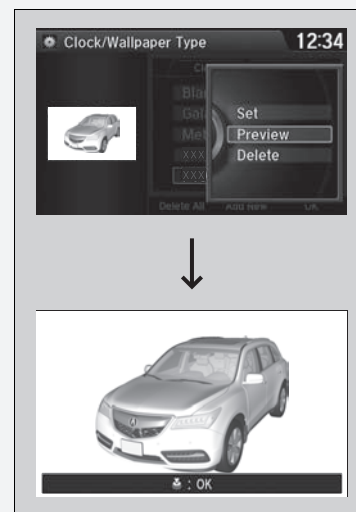 Clock/Wallpaper Type
12:34
Set
Preview
Delete
Delete All
Add New
OK
: OK